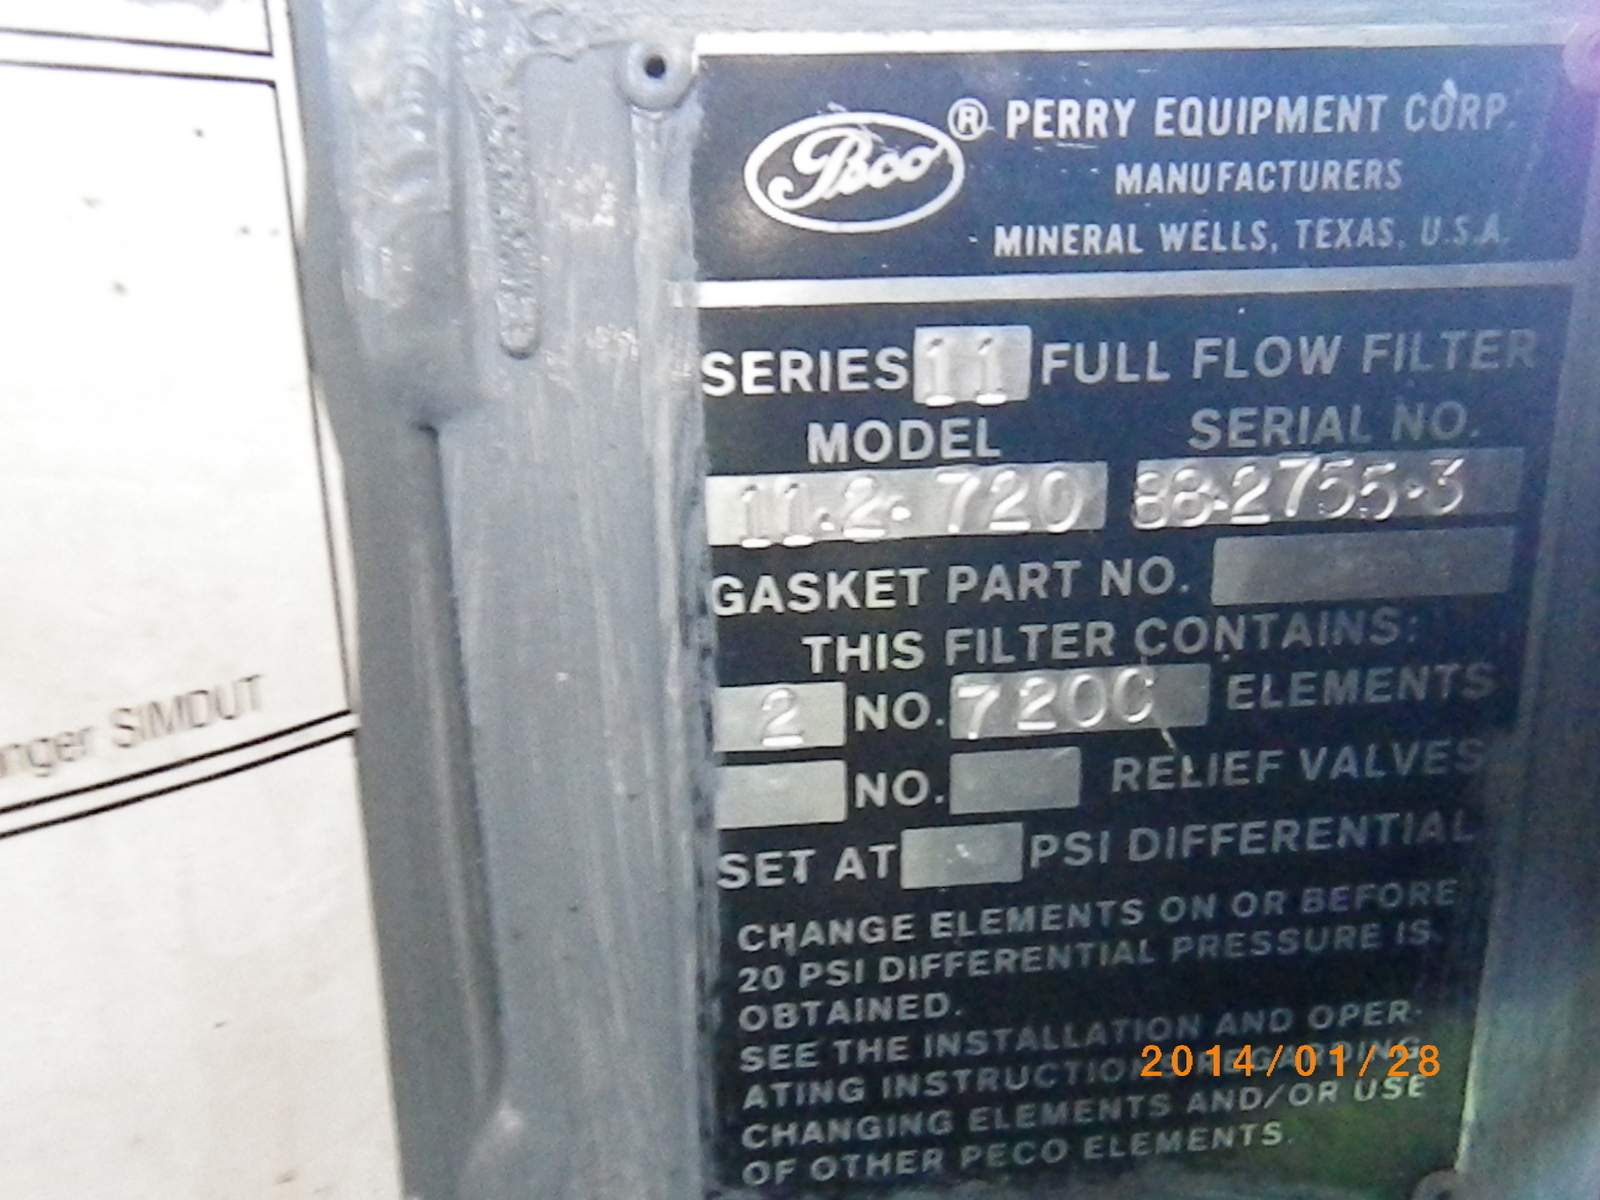 Peco ® PERRY EQUIPMENT CORP.
MANUFACTURERS
MINERAL WELLS, TEXAS, U.S.A.
SERIES 11 FULL FLOW FILTER
MODEL SERIAL NO.
11-2-720 88-2755-3
GASKET PART NO.
THIS FILTER CONTAINS:
2 NO. 720C ELEMENTS
NO. RELIEF VALVES
SET AT PSI DIFFERENTIAL
CHANGE ELEMENTS ON OR BEFORE
20 PSI DIFFERENTIAL PRESSURE IS
OBTAINED.
SEE THE INSTALLATION AND OPER-
ATING INSTRUCTIONS REGARDING
CHANGING ELEMENTS AND/OR USE
OF OTHER PECO ELEMENTS.
SIMDUT
2014/01/28